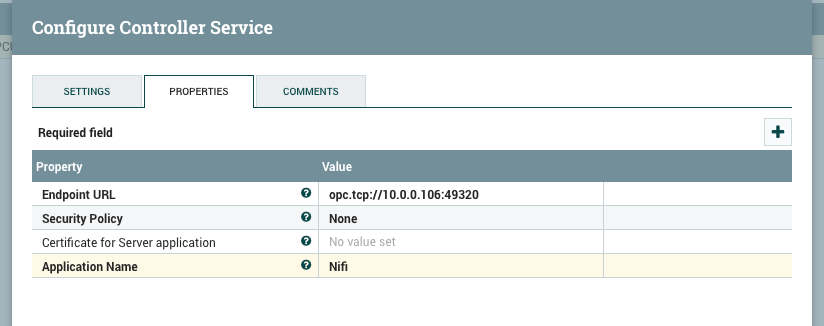 Configure Controller Service
PCU
SETTINGS
PROPERTIES
COMMENTS
Required field
Property Value
Endpoint URL opc.tcp://10.0.0.106:49320
Security Policy None
Certificate for Server application No value set
Application Name Nifi